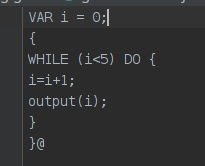 VAR i = 0;
{
WHILE (i<5) DO {
i=i+1;
output(i);
}
}@